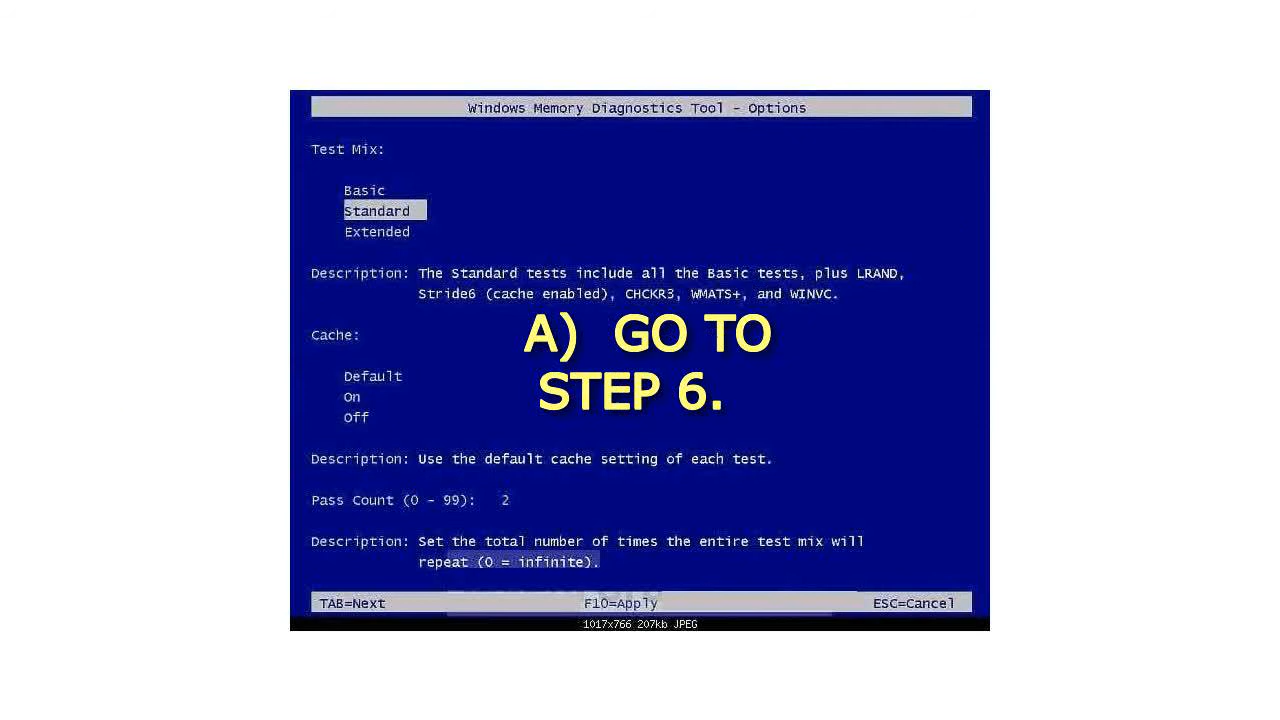 Windows Memory Diagnostics Tool - Options
Test Mix:
Basic
Standard
Extended
Description: The Standard tests include all the Basic tests, plus LRAND,
Stride6 (cache enabled), CHCKR3, WMATS+, and WINVC.
Cache:
A) GO TO
STEP 6.
Default
On
Off
Description: Use the default cache setting of each test.
Pass Count (0 - 99): 2
Description: Set the total number of times the entire test mix will
repeat (0 = infinite).
TAB=Next F10=Apply ESC=Cancel
1017x766 207kb JPEG